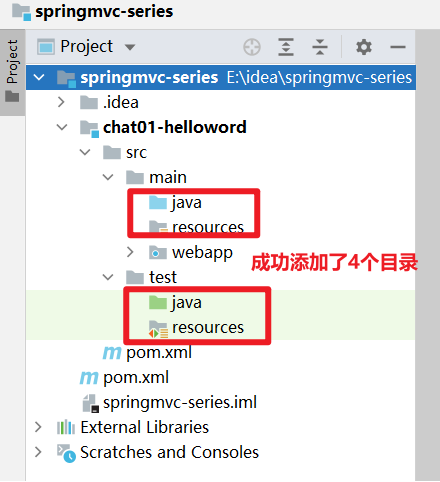 springmvc-series
Project
Project
springmvc-series E:\idea\springmvc-series
.idea
chat01-helloword
src
main
java
resources
webapp
成功添加了4个目录
test
java
resources
pom.xml
pom.xml
springmvc-series.iml
External Libraries
Scratches and Consoles